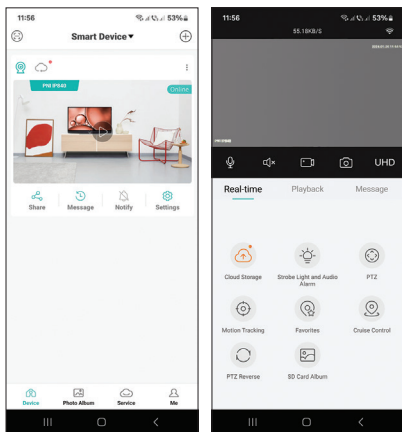 11:56
53%
Smart Device
PNI IP940
Online
Share Message Notify Settings
Device Photo Album Service Me
11:56
53%
55.18KB/S
UHD
Real-time Playback Message
Cloud Storage
Strobe Light and Audio
Alarm
PTZ
Motion Tracking
Favorites
Cruise Control
PTZ Reverse
SD Card Album